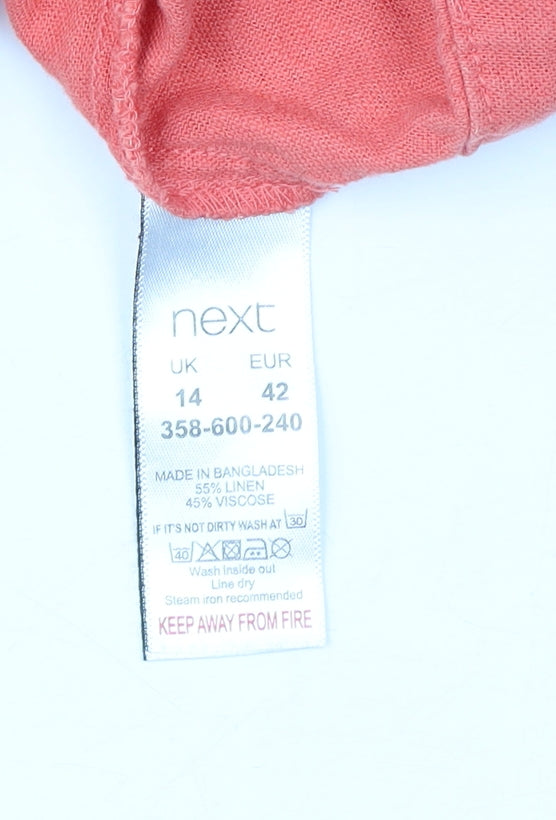 next
UK EUR
14 42
358-600-240
MADE IN BANGLADESH
55% LINEN
45% VISCOSE
IF IT'S NOT DIRTY WASH AT 30
40
Wash Inside out
Line dry
Steam iron recommended
KEEP AWAY FROM FIRE